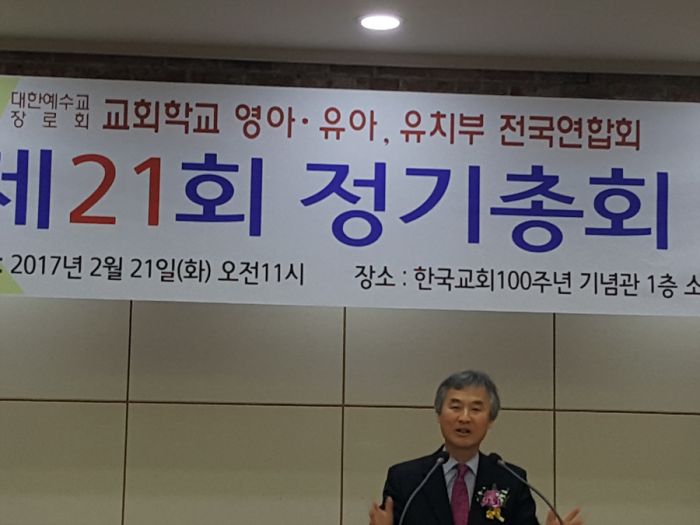 대한예수교
장로회
교회학교 영아·유아, 유치부 전국연합회
제21회 정기총회
: 2017년 2월 21일(화) 오전11시 장소 : 한국교회100주년 기념관 1층 소